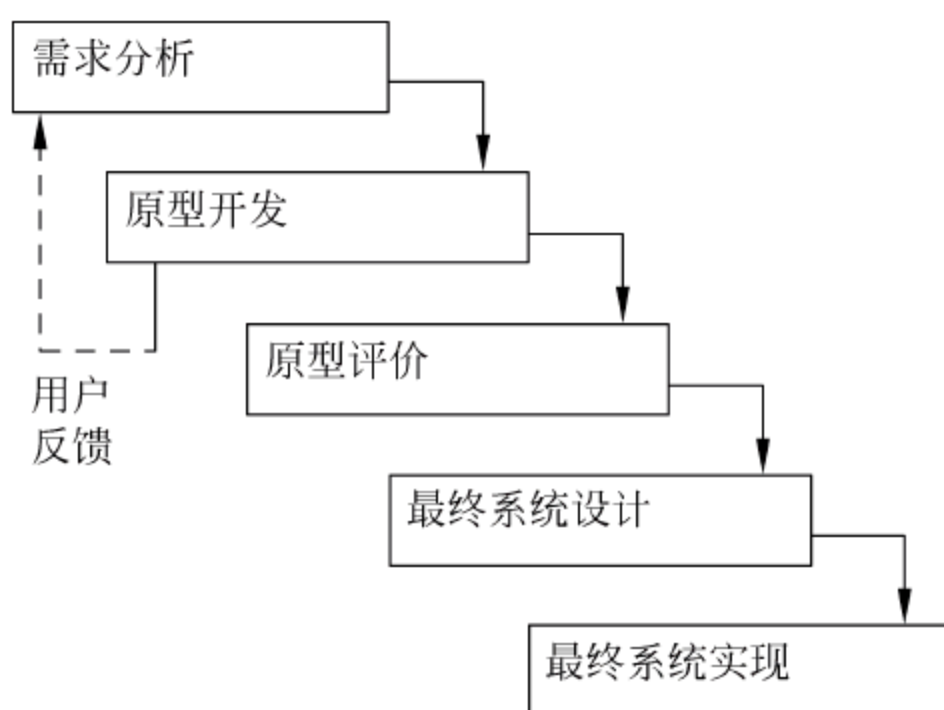 需求分析
原型开发
原型评价
用户
反馈
最终系统设计
最终系统实现